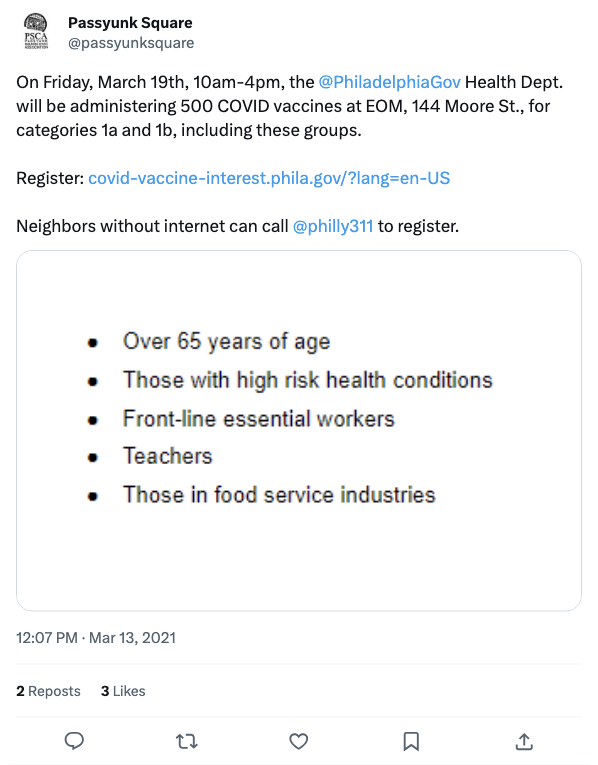 Passyunk Square
@passyunksquare
PSCA
On Friday, March 19th, 10am-4pm, the @PhiladelphiaGov Health Dept.
will be administering 500 COVID vaccines at EOM, 144 Moore St., for
categories 1a and 1b, including these groups.
Register: covid-vaccine-interest.phila.gov/?lang=en-US
Neighbors without internet can call @philly311 to register.
• Over 65 years of age
• Those with high risk health conditions
• Front-line essential workers
• Teachers
• Those in food service industries
12:07 PM · Mar 13, 2021
2 Reposts 3 Likes